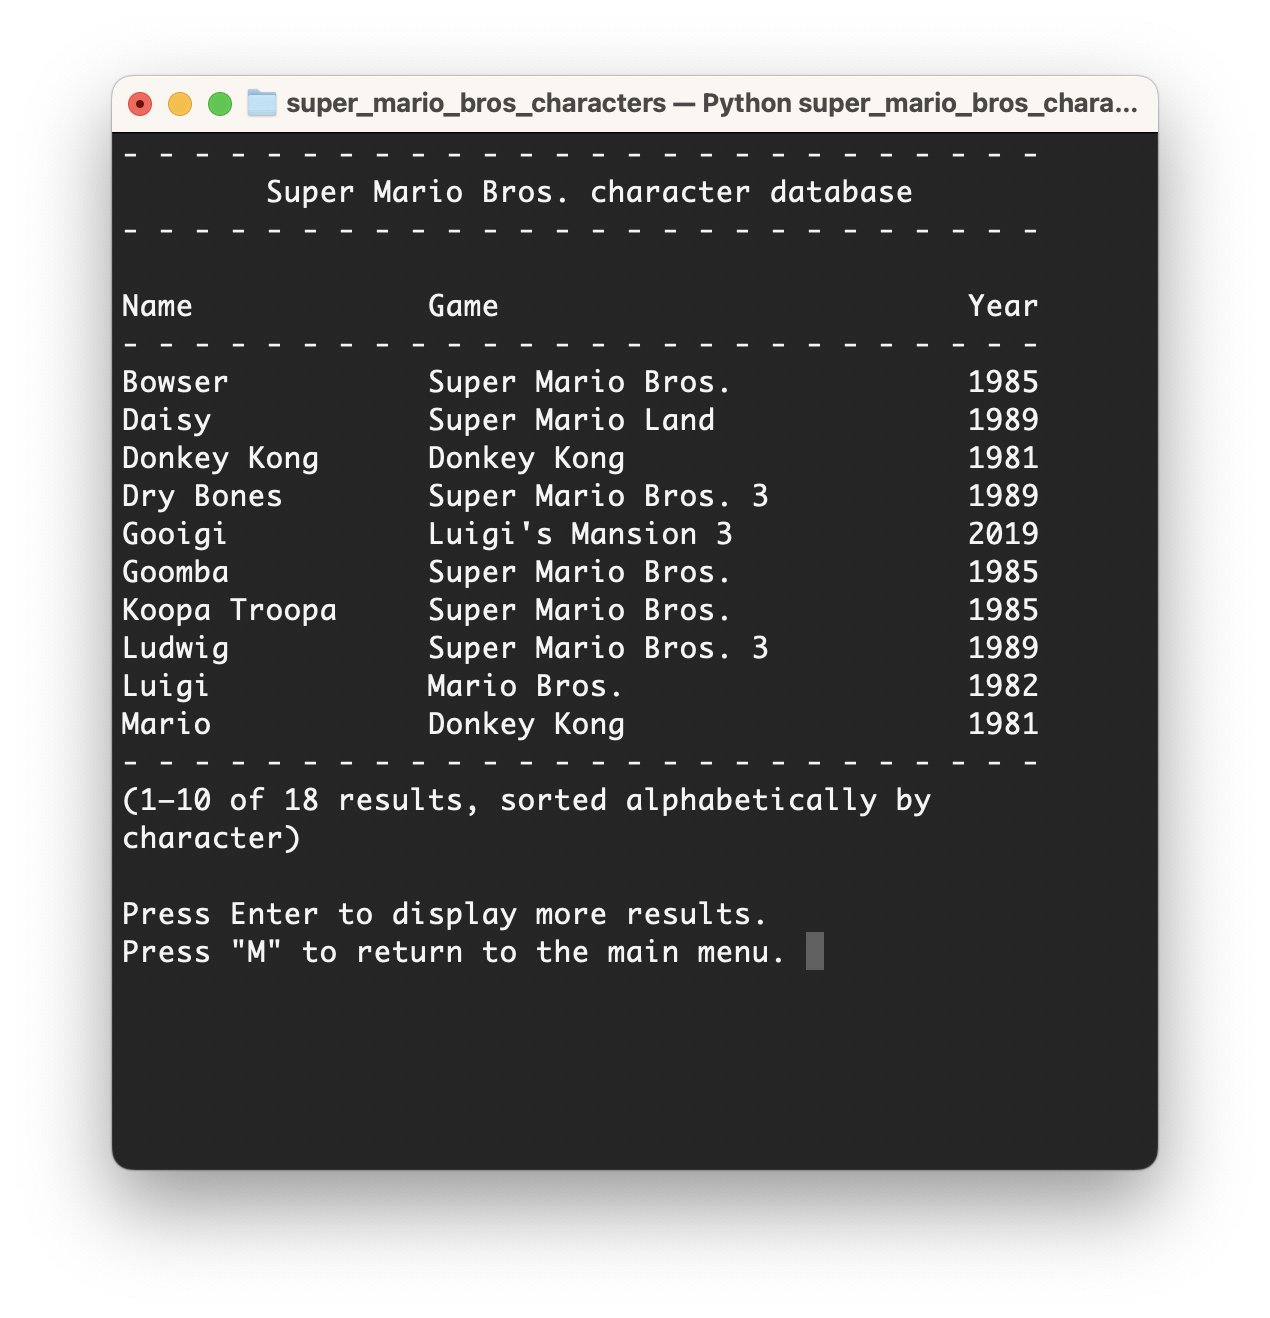 super_mario_bros_characters — Python super_mario_bros_chara...
- - - - - - - - - - - - - - - - - - - - - - - - - -
Super Mario Bros. character database
- - - - - - - - - - - - - - - - - - - - - - - - - -
Name Game Year
- - - - - - - - - - - - - - - - - - - - - - - - - -
Bowser Super Mario Bros. 1985
Daisy Super Mario Land 1989
Donkey Kong Donkey Kong 1981
Dry Bones Super Mario Bros. 3 1989
Gooigi Luigi's Mansion 3 2019
Goomba Super Mario Bros. 1985
Koopa Troopa Super Mario Bros. 1985
Ludwig Super Mario Bros. 3 1989
Luigi Mario Bros. 1982
Mario Donkey Kong 1981
- - - - - - - - - - - - - - - - - - - - - - - - - -
(1–10 of 18 results, sorted alphabetically by
character)
Press Enter to display more results.
Press "M" to return to the main menu.